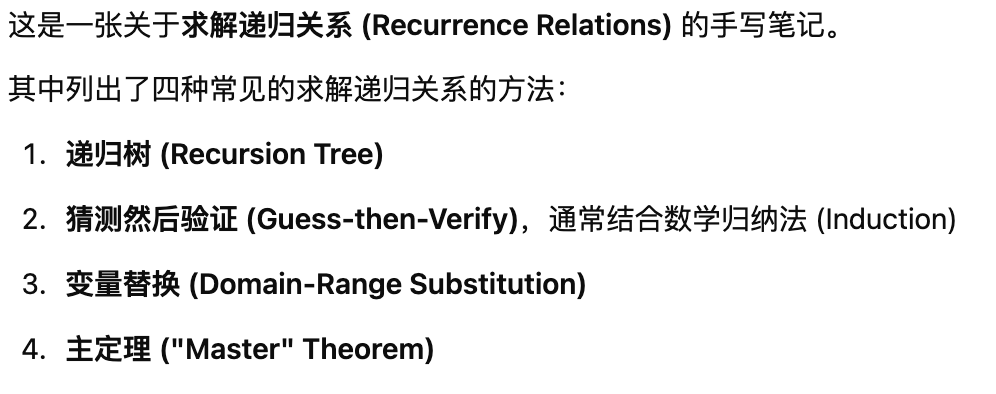 这是一张关于求解递归关系 (Recurrence Relations) 的手写笔记。
其中列出了四种常见的求解递归关系的方法：
1. 递归树 (Recursion Tree)
2. 猜测然后验证 (Guess-then-Verify)，通常结合数学归纳法 (Induction)
3. 变量替换 (Domain-Range Substitution)
4. 主定理 ("Master" Theorem)